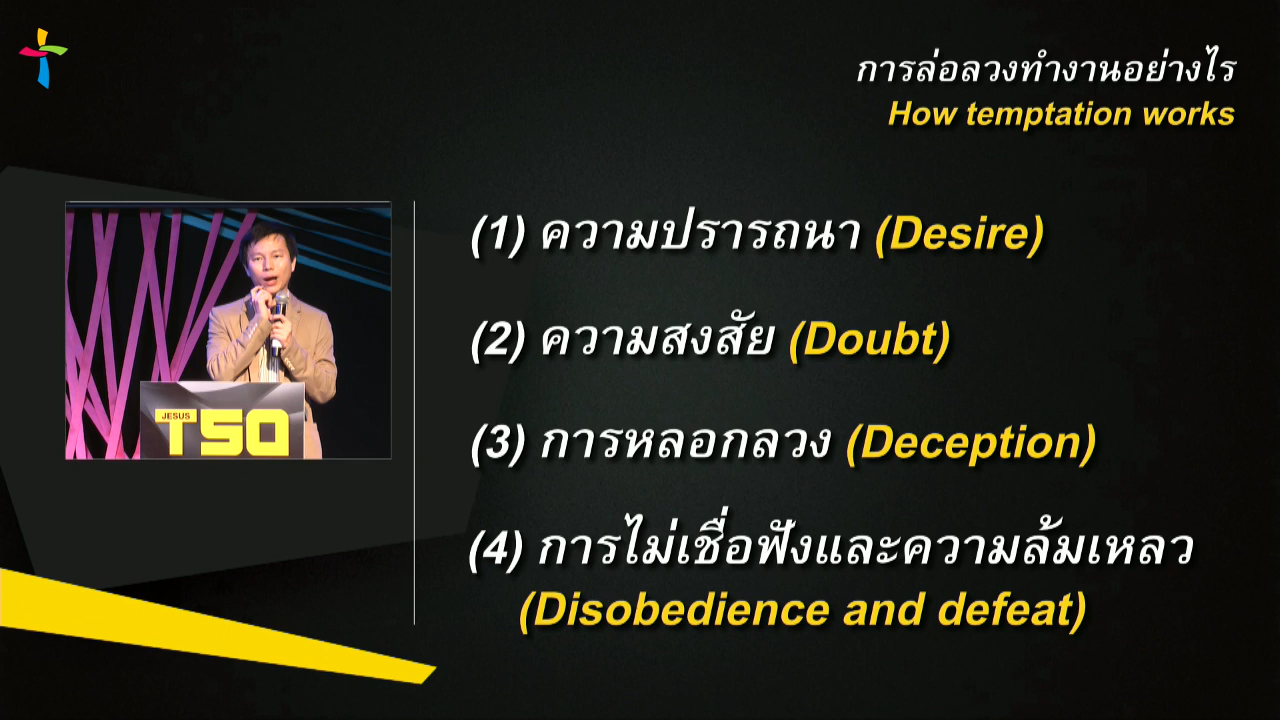 การล่อลวงทำงานอย่างไร
How temptation works
(1) ความปรารถนา (Desire)
(2) ความสงสัย (Doubt)
(3) การหลอกลวง (Deception)
(4) การไม่เชื่อฟังและความล้มเหลว
(Disobedience and defeat)
JESUS
TSQ